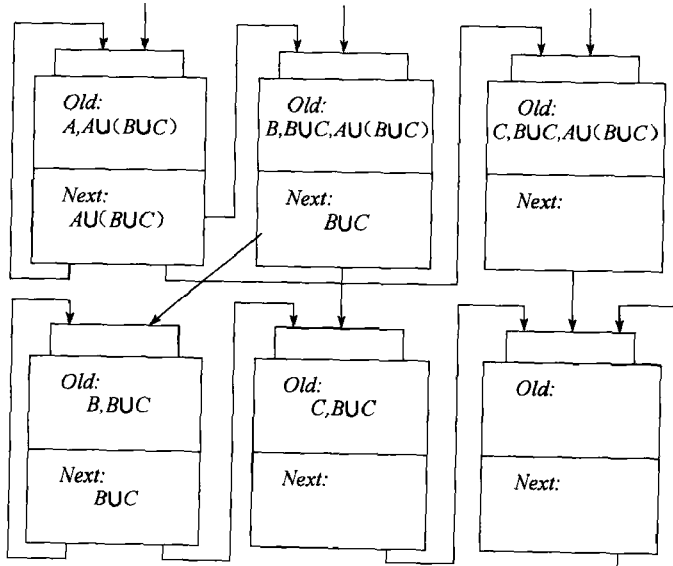 Old:
A,AU(BUC)
Next:
AU(BUC)
Old:
B,BUC,AU(BUC)
Next:
BUC
Old:
C,BUC,AU(BUC)
Next:
Old:
B,BUC
Next:
BUC
Old:
C,BUC
Next:
Old:
Next: